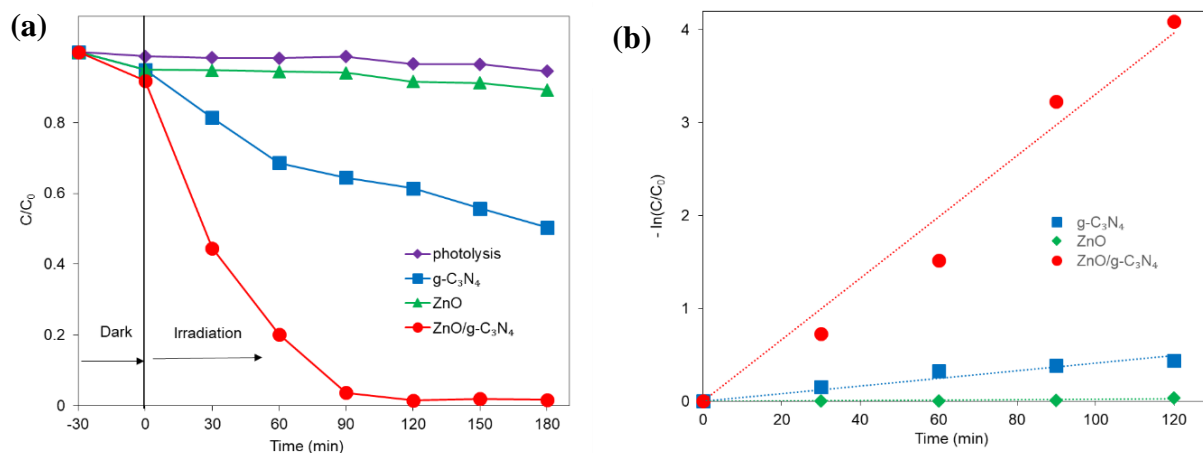 (a)
0.8
0.6
0.4
0.2
0
C/C₀
photolysis
g-C₃N₄
ZnO
ZnO/g-C₃N₄
Dark
Irradiation
-30 0 30 60 90 120 150 180
Time (min)
(b)
4
3
2
1
0
- ln(C/C₀)
g-C₃N₄
ZnO
ZnO/g-C₃N₄
0 20 40 60 80 100 120
Time (min)